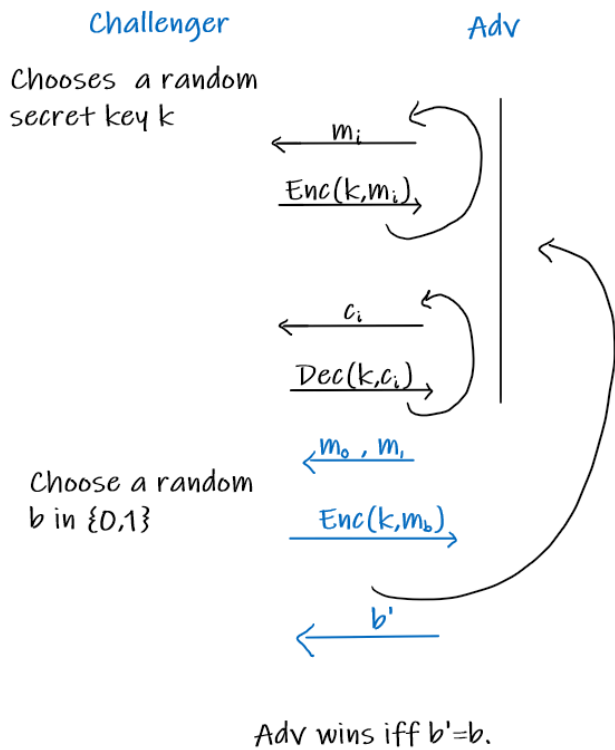 Challenger Adv
Chooses a random
secret key k
mᵢ
Enc(k,mᵢ)
cᵢ
Dec(k,cᵢ)
m₀ , m₁
Choose a random
b in {0,1}
Enc(k,m_b)
b'
Adv wins iff b'=b.